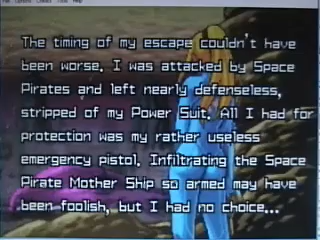 The timing of my escape couldn't have
been worse. I was attacked by Space
Pirates and left nearly defenseless,
stripped of my Power Suit. All I had for
protection was my rather useless
emergency pistol. Infiltrating the Space
Pirate Mother Ship so armed may have
been foolish, but I had no choice...